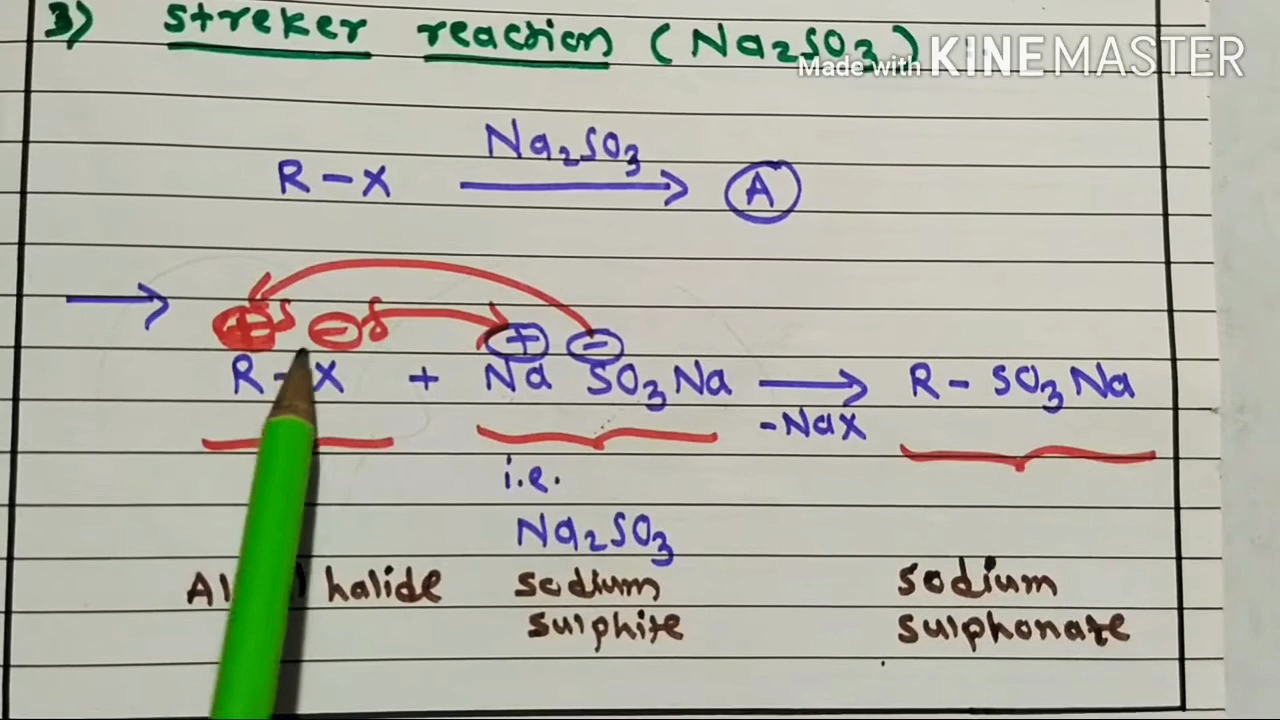 3) streker reaction (Na₂SO₃)
Made with KINEMASTER
Na₂SO₃
R-X → A
+ δ - δ + -
R-X + Na SO₃Na → R-SO₃Na
-NaX
i.e.
Na₂SO₃
halide sodium sodium
sulphite sulphonate